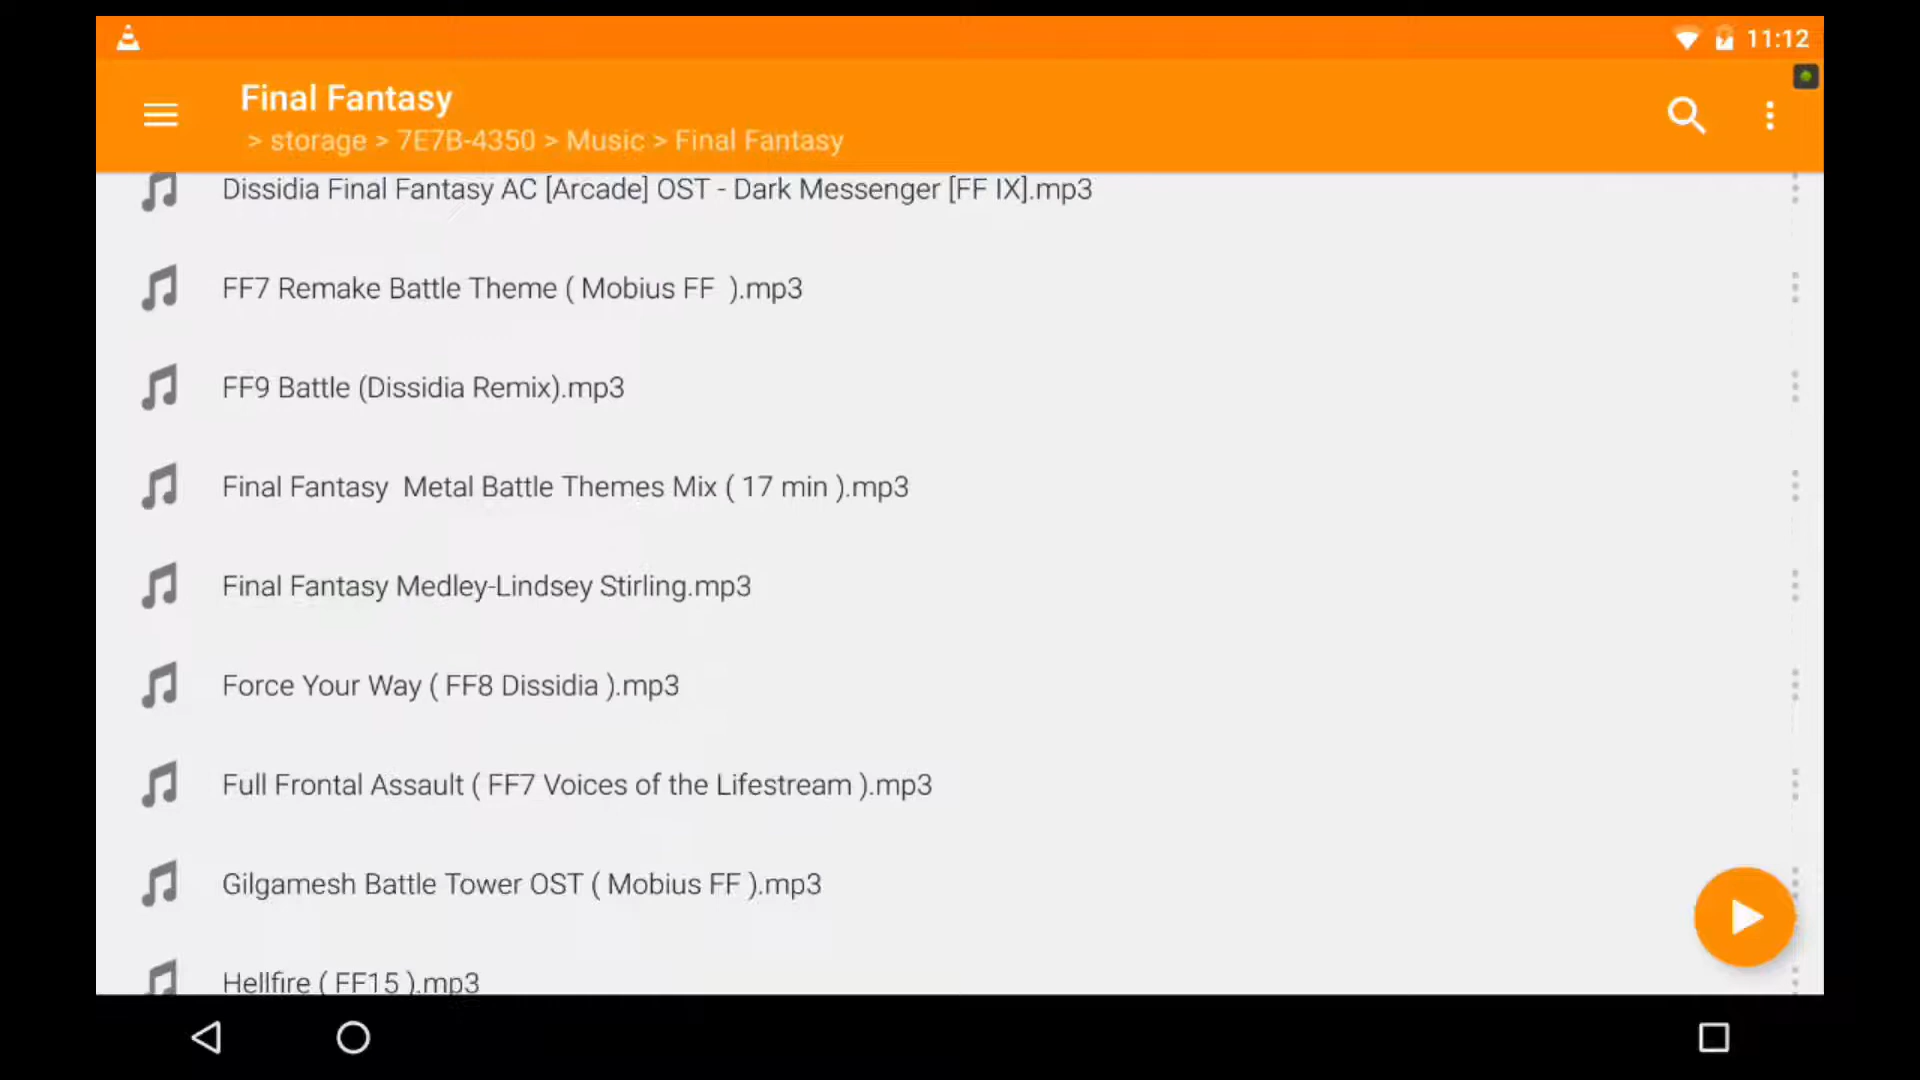 11:12
Final Fantasy
> storage > 7E7B-4350 > Music > Final Fantasy
Dissidia Final Fantasy AC [Arcade] OST - Dark Messenger [FF IX].mp3
FF7 Remake Battle Theme ( Mobius FF  ).mp3
FF9 Battle (Dissidia Remix).mp3
Final Fantasy  Metal Battle Themes Mix ( 17 min ).mp3
Final Fantasy Medley-Lindsey Stirling.mp3
Force Your Way ( FF8 Dissidia ).mp3
Full Frontal Assault ( FF7 Voices of the Lifestream ).mp3
Gilgamesh Battle Tower OST ( Mobius FF ).mp3
Hellfire ( FF15 ).mp3